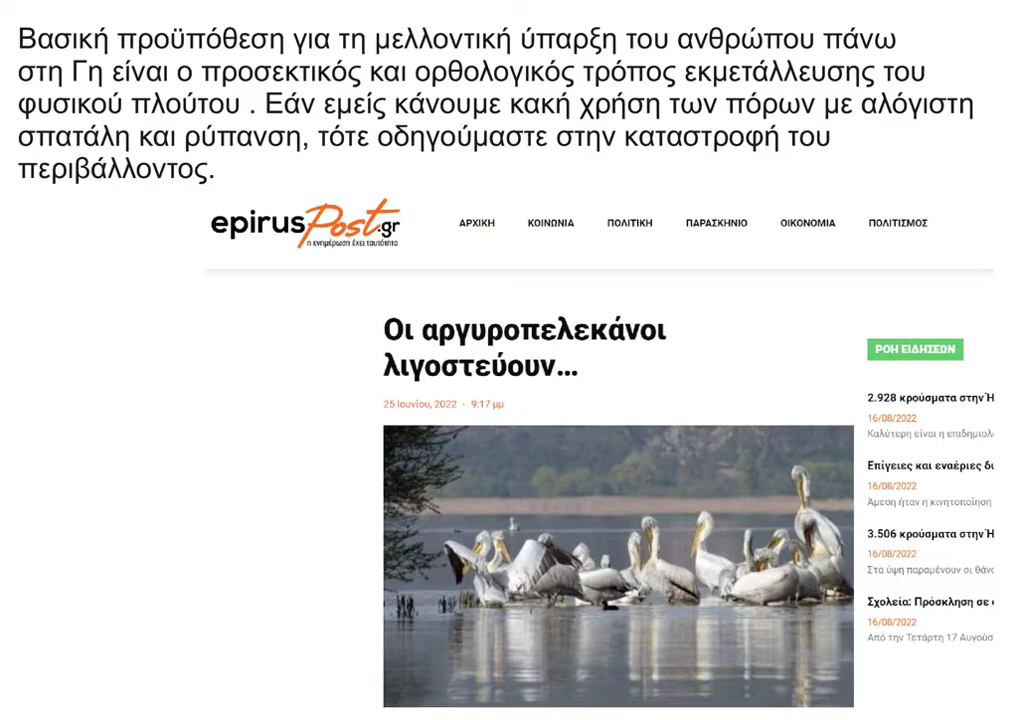 Βασική προϋπόθεση για τη μελλοντική ύπαρξη του ανθρώπου πάνω
στη Γη είναι ο προσεκτικός και ορθολογικός τρόπος εκμετάλλευσης του
φυσικού πλούτου . Εάν εμείς κάνουμε κακή χρήση των πόρων με αλόγιστη
σπατάλη και ρύπανση, τότε οδηγούμαστε στην καταστροφή του
περιβάλλοντος.
epirusPost.gr
η ενημέρωση έχει ταυτότητα
ΑΡΧΙΚΗ ΚΟΙΝΩΝΙΑ ΠΟΛΙΤΙΚΗ ΠΑΡΑΣΚΗΝΙΟ ΟΙΚΟΝΟΜΙΑ ΠΟΛΙΤΙΣΜΟΣ
Οι αργυροπελεκάνοι
λιγοστεύουν…
25 Ιουνίου, 2022 · 9:17 μμ
ΡΟΗ ΕΙΔΗΣΕΩΝ
2.928 κρούσματα στην Ή
16/08/2022
Καλύτερη είναι η επιδημιολ
Επίγειες και εναέριες δι
16/08/2022
Άμεση ήταν η κινητοποίηση
3.506 κρούσματα στην Ή
16/08/2022
Στα ύψη παραμένουν οι θάνα
Σχολεία: Πρόσκληση σε
16/08/2022
Από την Τετάρτη 17 Αυγούσ